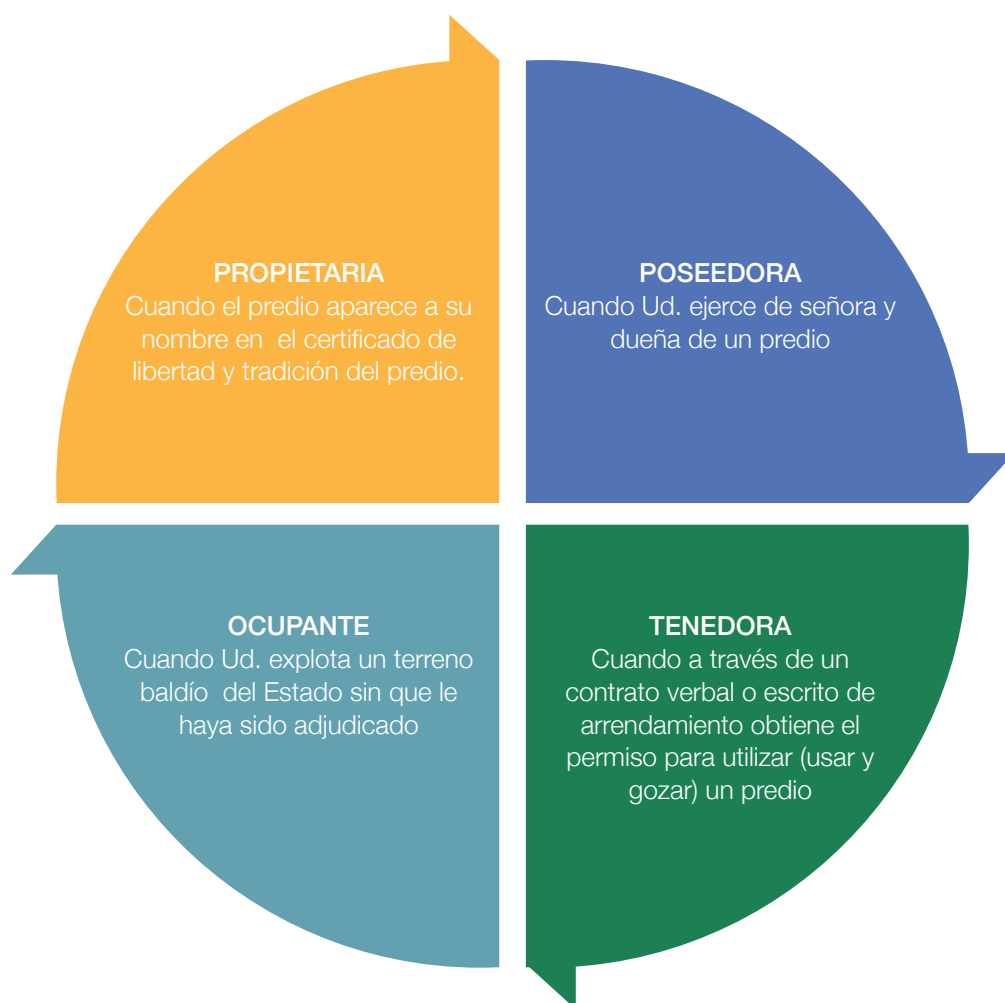 PROPIETARIA
Cuando el predio aparece a su
nombre en  el certificado de
libertad y tradición del predio.
POSEEDORA
Cuando Ud. ejerce de señora y
dueña de un predio
OCUPANTE
Cuando Ud. explota un terreno
baldío  del Estado sin que le
haya sido adjudicado
TENEDORA
Cuando a través de un
contrato verbal o escrito de
arrendamiento obtiene el
permiso para utilizar (usar y
gozar) un predio